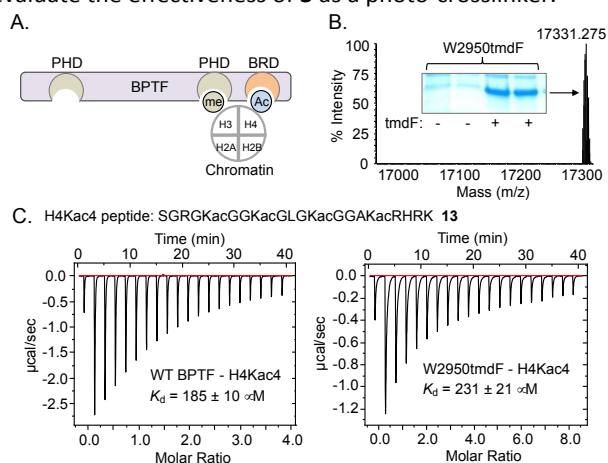 evaluate the effectiveness of 3 as a photo-crosslinker.
A.
PHD
PHD
BRD
BPTF
me
Ac
H3
H4
H2A
H2B
Chromatin
B.
17331.275
W2950tmdF
100
75
50
25
0
% Intensity
tmdF: - - + +
17000 17100 17200 17300
Mass (m/z)
C. H4Kac4 peptide: SGRGKacGGKacGLGKacGGAKacRHRK 13
Time (min)
0 10 20 30 40
0.0
-0.5
-1.0
-1.5
-2.0
-2.5
µcal/sec
WT BPTF - H4Kac4
Kd = 185 ± 10 ∝M
0.0 1.0 2.0 3.0 4.0
Molar Ratio
Time (min)
0 10 20 30 40
0.0
-0.2
-0.4
-0.6
-0.8
-1.0
-1.2
µcal/sec
W2950tmdF - H4Kac4
Kd = 231 ± 21 ∝M
0.0 2.0 4.0 6.0 8.0
Molar Ratio